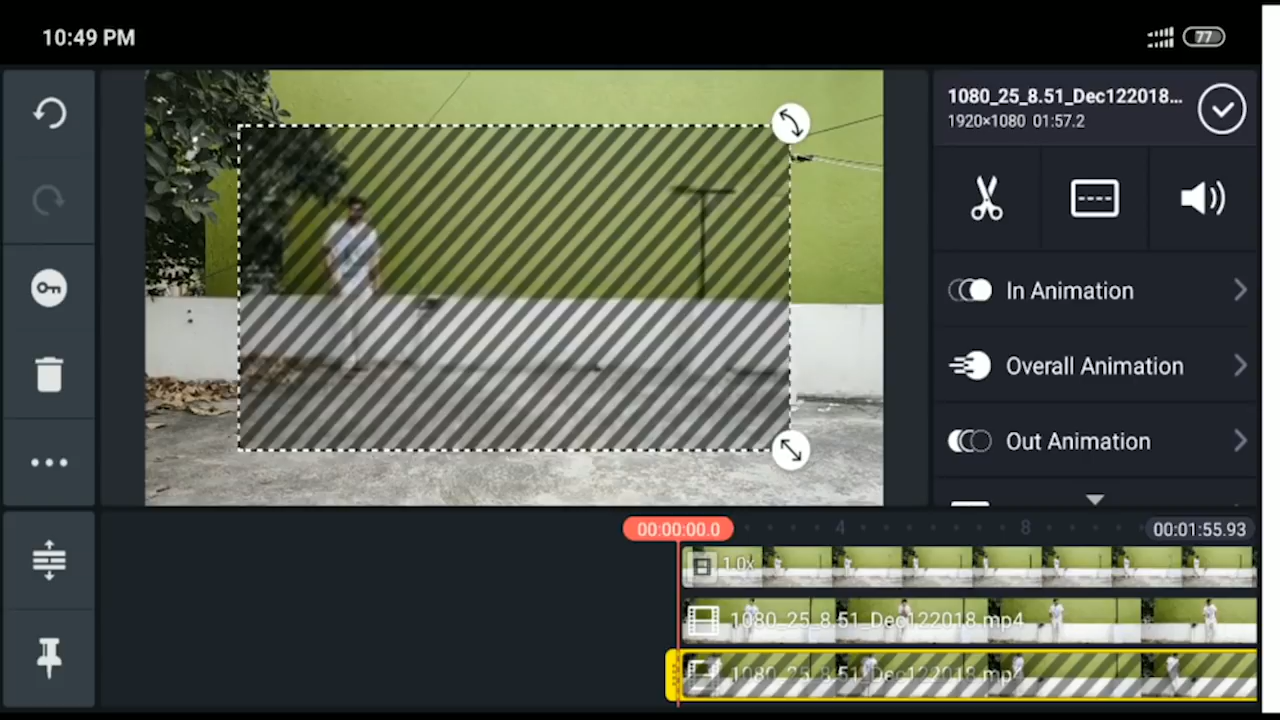 10:49 PM
77
1080_25_8.51_Dec122018...
1920×1080 01:57.2
In Animation
Overall Animation
Out Animation
00:00:00.0
4
8
00:01:55.93
1.0x
1080_25_8.51_Dec122018.mp4
1080_25_8.51_Dec122018.mp4